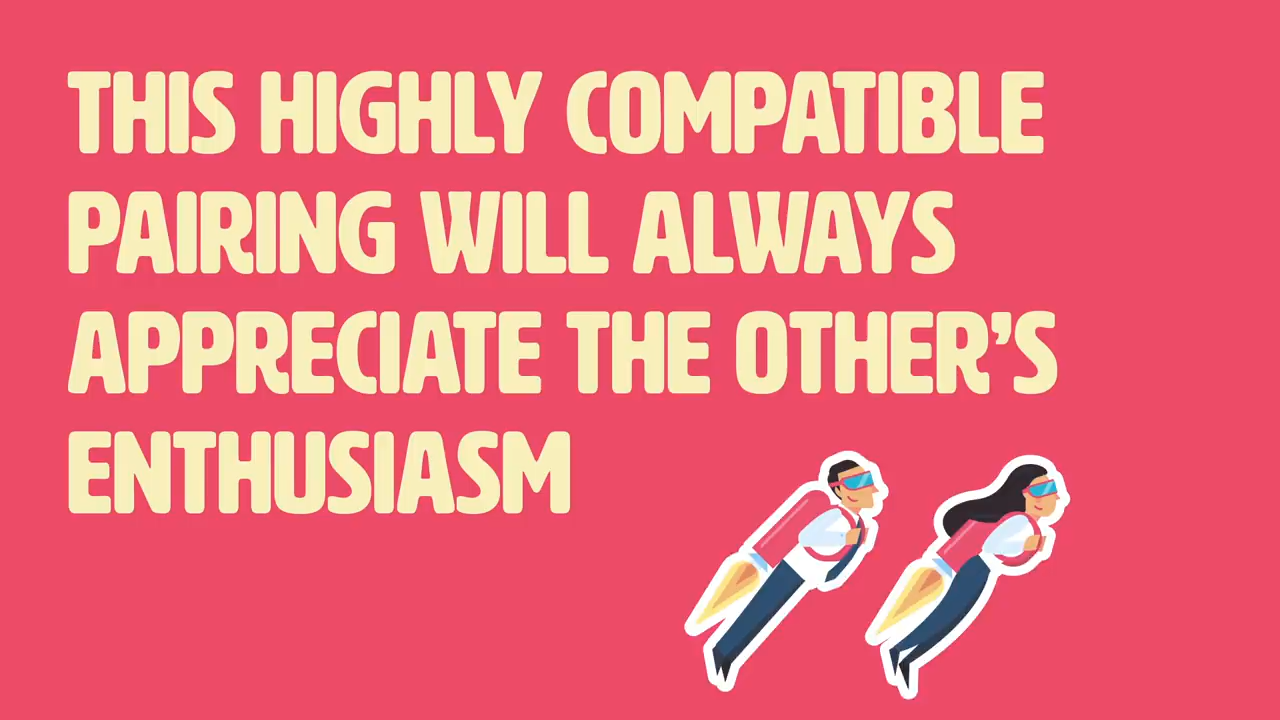 THIS HIGHLY COMPATIBLE
PAIRING WILL ALWAYS
APPRECIATE THE OTHER’S
ENTHUSIASM